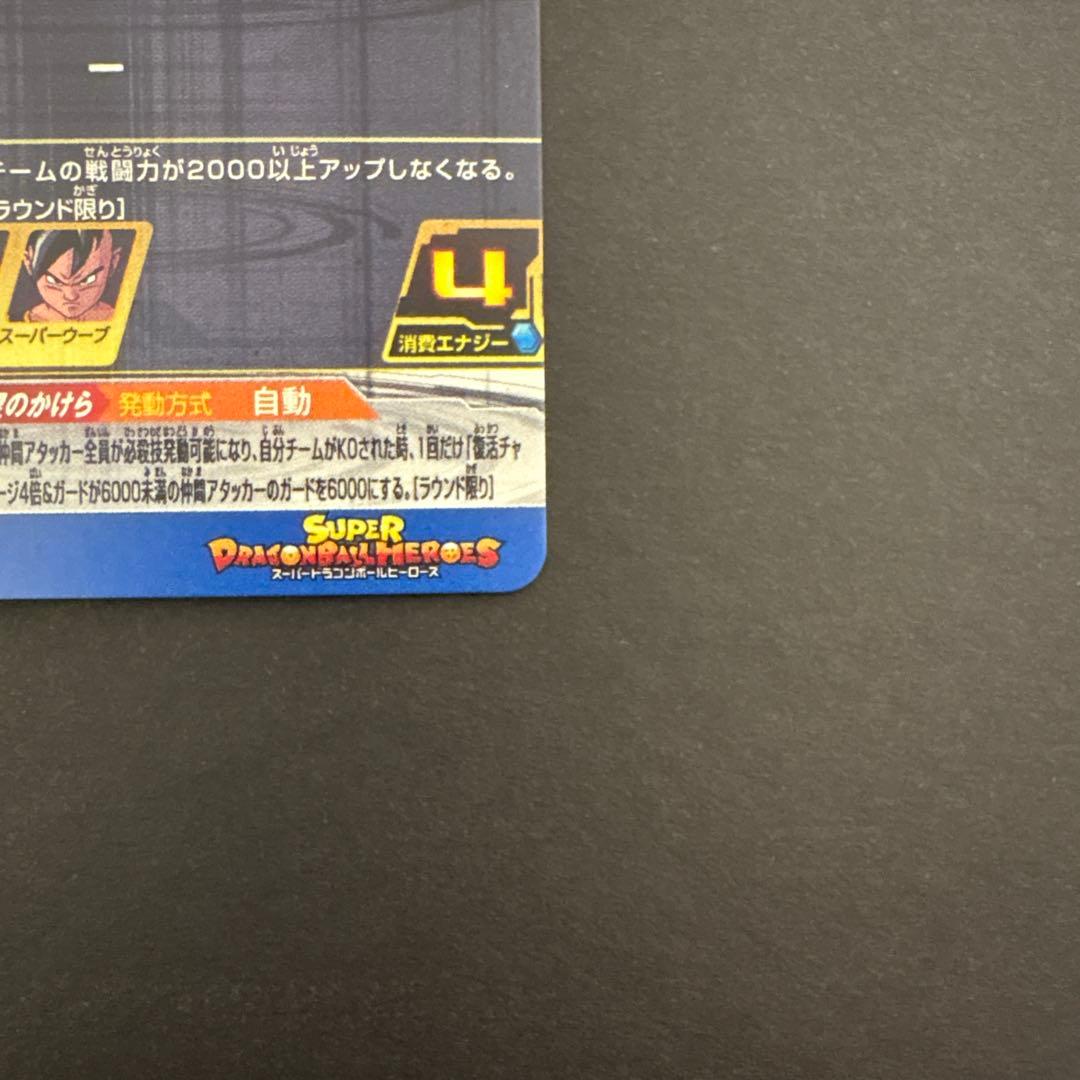 チームの戦闘力が2000以上アップしなくなる。
ラウンド限り]
スーパーウーブ
4
消費エナジー
のかけら 発動方式 自動
仲間アタッカー全員が必殺技発動可能になり、自分チームがKOされた時、1回だけ「復活チャ
ージ4倍&ガードが6000未満の仲間アタッカーのガードを6000にする。[ラウンド限り]
SUPER
DRAGONBALL HEROES
スーパードラゴンボールヒーローズ